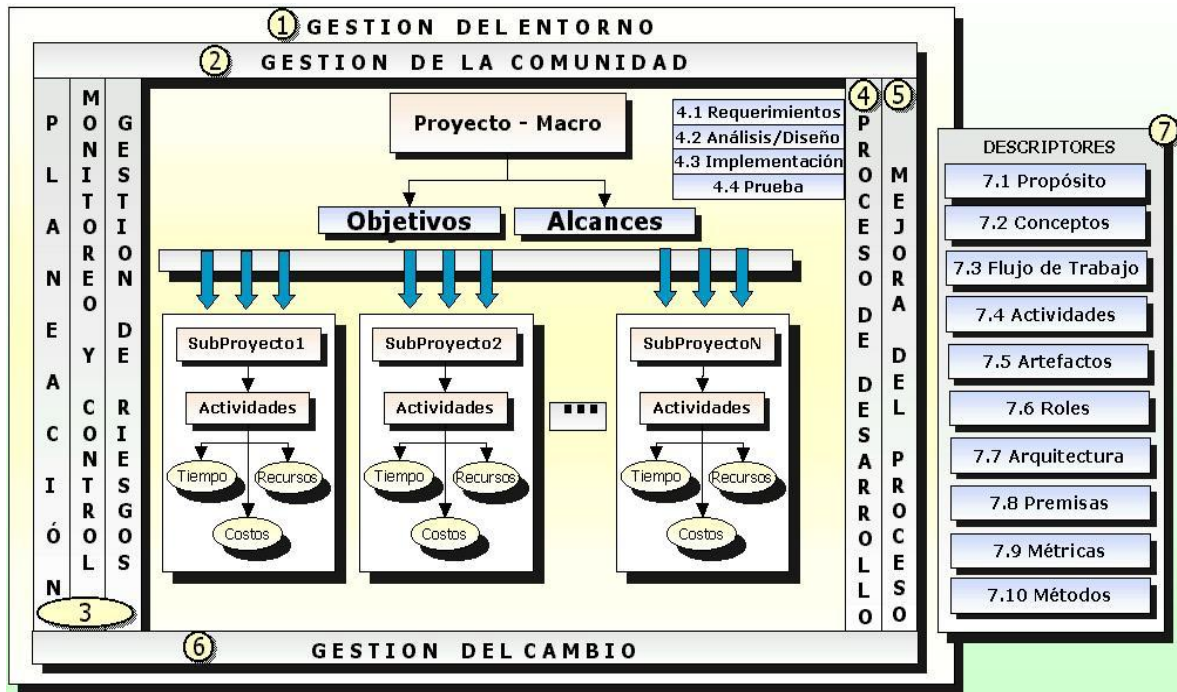 1 GESTION DEL ENTORNO
2 GESTION DE LA COMUNIDAD
PLANEACIÓN
MONITOREO Y CONTROL
GESTION DE RIESGOS
3
Proyecto - Macro
Objetivos
Alcances
4.1 Requerimientos
4.2 Análisis/Diseño
4.3 Implementación
4.4 Prueba
SubProyecto1
Actividades
Tiempo
Recursos
Costos
SubProyecto2
Actividades
Tiempo
Recursos
Costos
...
SubProyectoN
Actividades
Tiempo
Recursos
Costos
4 PROCESO DE DESARROLLO
5 MEJORA DEL PROCESO
6 GESTION DEL CAMBIO
7
DESCRIPTORES
7.1 Propósito
7.2 Conceptos
7.3 Flujo de Trabajo
7.4 Actividades
7.5 Artefactos
7.6 Roles
7.7 Arquitectura
7.8 Premisas
7.9 Métricas
7.10 Métodos